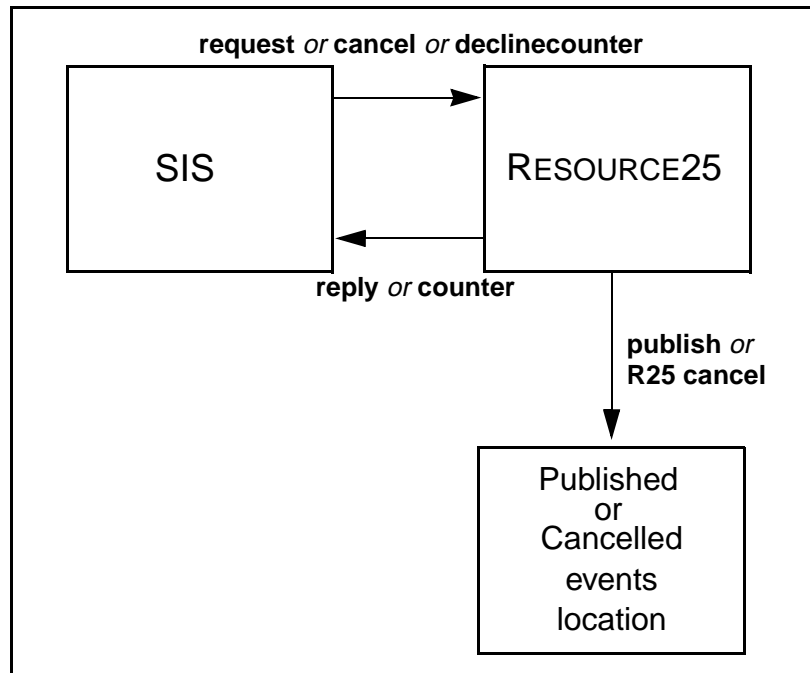 request or cancel or declinecounter
SIS
RESOURCE25
reply or counter
publish or
R25 cancel
Published
or
Cancelled
events
location